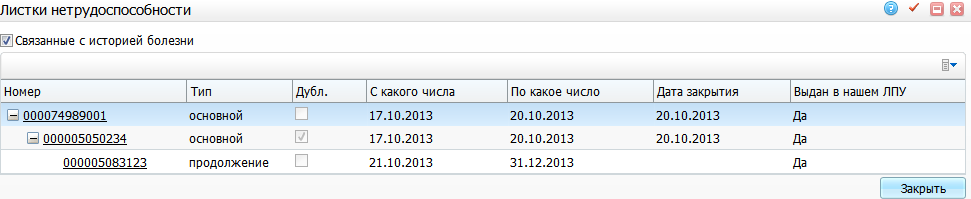 Листки нетрудоспособности
Связанные с историей болезни
Номер Тип Дубл. С какого числа По какое число Дата закрытия Выдан в нашем ЛПУ
000074989001 основной 17.10.2013 20.10.2013 20.10.2013 Да
000005050234 основной 17.10.2013 20.10.2013 20.10.2013 Да
000005083123 продолжение 21.10.2013 31.12.2013 Да
Закрыть